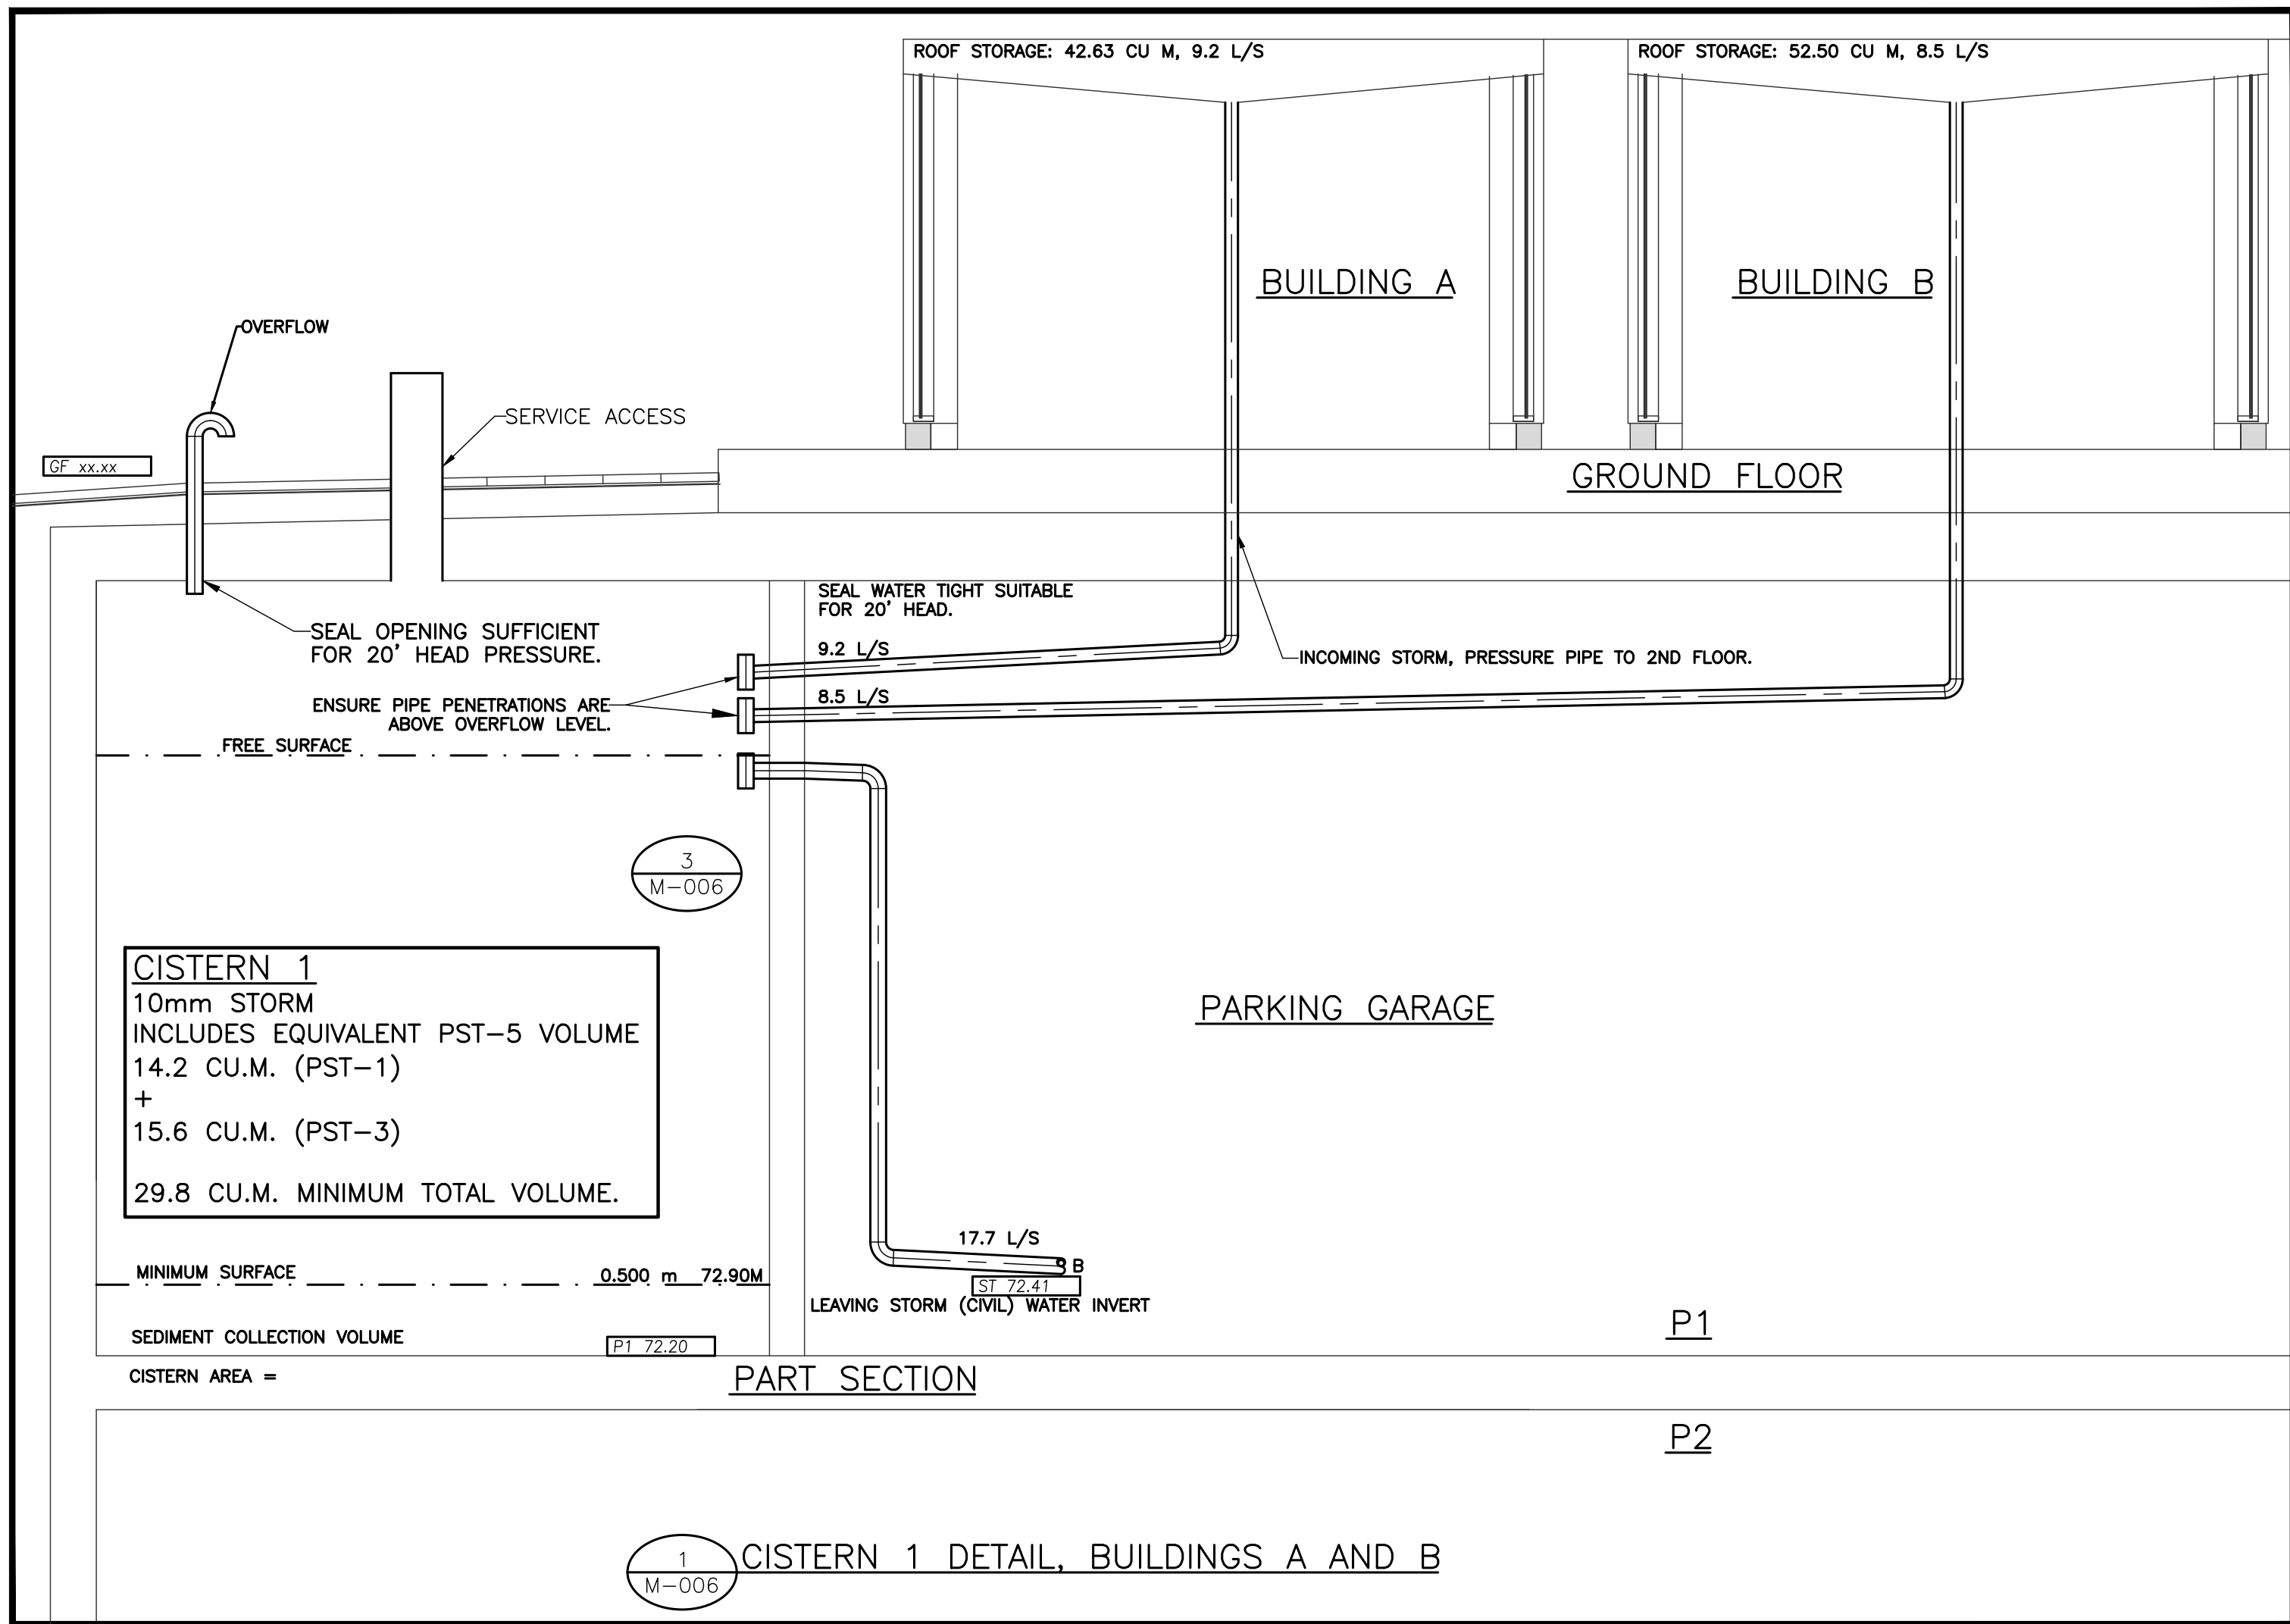 ROOF STORAGE: 42.63 CU M, 9.2 L/S
ROOF STORAGE: 52.50 CU M, 8.5 L/S
BUILDING A
BUILDING B
OVERFLOW
SERVICE ACCESS
GF xx.xx
GROUND FLOOR
SEAL WATER TIGHT SUITABLE
FOR 20' HEAD.
SEAL OPENING SUFFICIENT
FOR 20' HEAD PRESSURE.
9.2 L/S
INCOMING STORM, PRESSURE PIPE TO 2ND FLOOR.
8.5 L/S
ENSURE PIPE PENETRATIONS ARE
ABOVE OVERFLOW LEVEL.
FREE SURFACE
3
M-006
CISTERN 1
10mm STORM
INCLUDES EQUIVALENT PST-5 VOLUME
14.2 CU.M. (PST-1)
+
15.6 CU.M. (PST-3)
29.8 CU.M. MINIMUM TOTAL VOLUME.
PARKING GARAGE
17.7 L/S
B
ST 72.41
LEAVING STORM (CIVIL) WATER INVERT
MINIMUM SURFACE
0.500 m 72.90M
SEDIMENT COLLECTION VOLUME
P1 72.20
P1
CISTERN AREA =
PART SECTION
P2
1
M-006
CISTERN 1 DETAIL, BUILDINGS A AND B